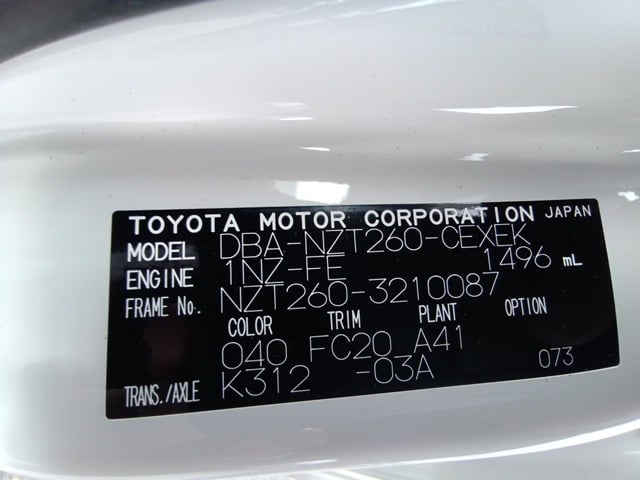 TOYOTA MOTOR CORPORATION JAPAN
MODEL DBA-NZT260-CEXEK
ENGINE 1NZ-FE 1496 mL
FRAME No. NZT260-3210087
COLOR TRIM PLANT OPTION
040 FC20 A41
TRANS./AXLE K312 -03A 073